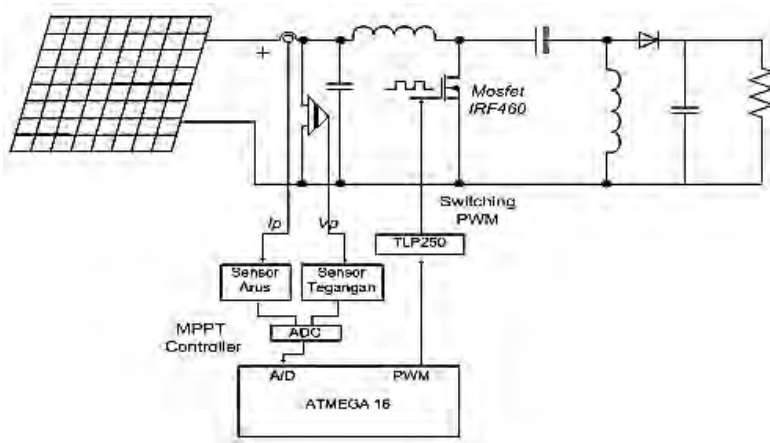 +
Mosfet
IRF460
Switching
PWM
Ip
Vp
TLP250
Sensor
Arus
Sensor
Tegangan
MPPT
Controller
ADC
A/D
PWM
ATMEGA 16